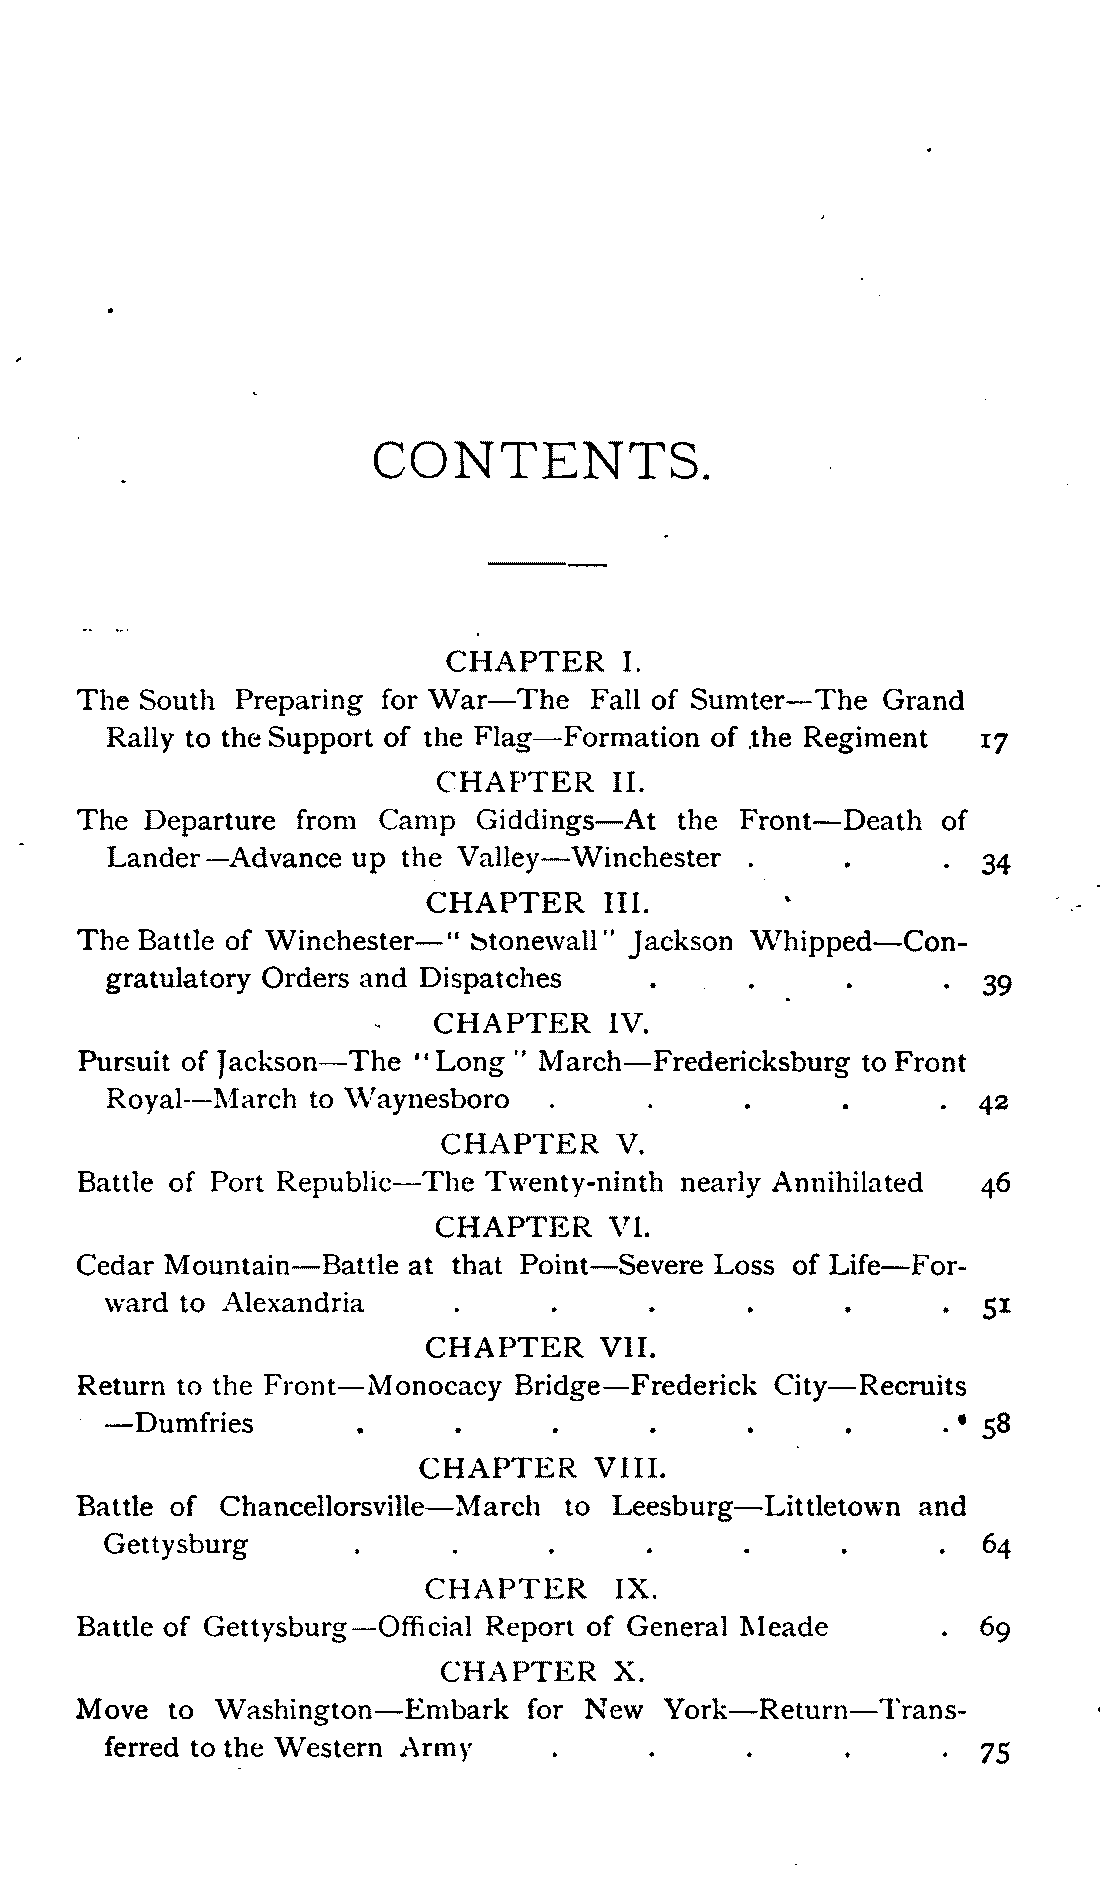 CONTENTS.
CHAPTER I.
The South Preparing for War—The Fall of Sumter—The Grand
Rally to the Support of the Flag—Formation of the Regiment 17
CHAPTER II.
The Departure from Camp Giddings—At the Front—Death of
Lander—Advance up the Valley—Winchester . . . 34
CHAPTER III.
The Battle of Winchester—"Stonewall" Jackson Whipped—Con-
gratulatory Orders and Dispatches . . . . 39
CHAPTER IV.
Pursuit of Jackson—The "Long" March—Fredericksburg to Front
Royal—March to Waynesboro . . . . . 42
CHAPTER V.
Battle of Port Republic—The Twenty-ninth nearly Annihilated 46
CHAPTER VI.
Cedar Mountain—Battle at that Point—Severe Loss of Life—For-
ward to Alexandria . . . . . . 51
CHAPTER VII.
Return to the Front—Monocacy Bridge—Frederick City—Recruits
—Dumfries . . . . . . . 58
CHAPTER VIII.
Battle of Chancellorsville—March to Leesburg—Littletown and
Gettysburg . . . . . . . 64
CHAPTER IX.
Battle of Gettysburg—Official Report of General Meade . 69
CHAPTER X.
Move to Washington—Embark for New York—Return—Trans-
ferred to the Western Army . . . . . 75